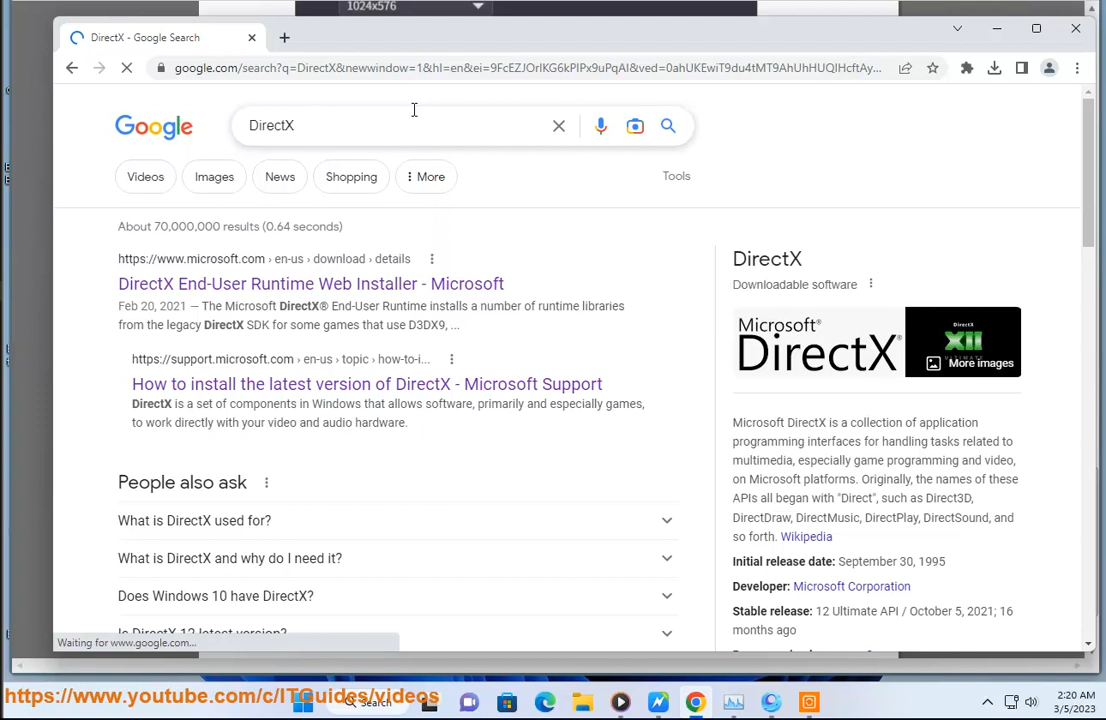 1024x576
DirectX - Google Search
google.com/search?q=DirectX&newwindow=1&hl=en&ei=9FcEZJOrIKG6kPIPx9uPqAI&ved=0ahUKEwiT9du4tMT9AhUhHUQIHcftAy...
Google
DirectX
Videos
Images
News
Shopping
More
Tools
About 70,000,000 results (0.64 seconds)
https://www.microsoft.com › en-us › download › details
DirectX End-User Runtime Web Installer - Microsoft
Feb 20, 2021 — The Microsoft DirectX® End-User Runtime installs a number of runtime libraries
from the legacy DirectX SDK for some games that use D3DX9, ...
https://support.microsoft.com › en-us › topic › how-to-i...
How to install the latest version of DirectX - Microsoft Support
DirectX is a set of components in Windows that allows software, primarily and especially games,
to work directly with your video and audio hardware.
People also ask
What is DirectX used for?
What is DirectX and why do I need it?
Does Windows 10 have DirectX?
Is DirectX 12 latest version?
DirectX
Downloadable software
Microsoft®
DirectX®
DirectX
XII
More images
Microsoft DirectX is a collection of application
programming interfaces for handling tasks related to
multimedia, especially game programming and video,
on Microsoft platforms. Originally, the names of these
APIs all began with "Direct", such as Direct3D,
DirectDraw, DirectMusic, DirectPlay, DirectSound, and
so forth. Wikipedia
Initial release date: September 30, 1995
Developer: Microsoft Corporation
Stable release: 12 Ultimate API / October 5, 2021; 16
months ago
Waiting for www.google.com...
https://www.youtube.com/c/ITGuides/videos
Search
2:20 AM
3/5/2023